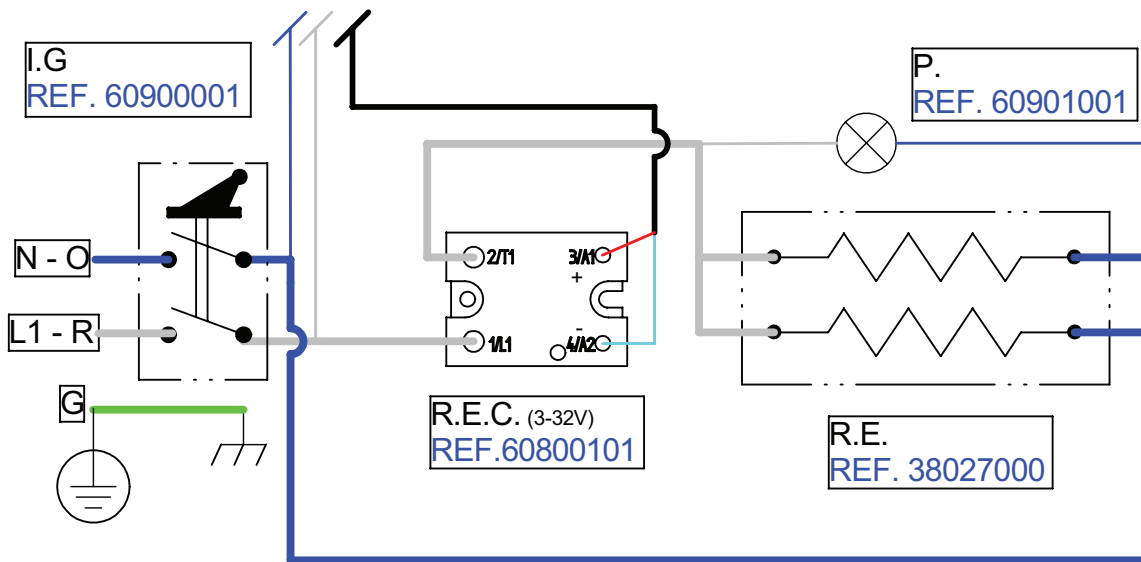 I.G
REF. 60900001
P.
REF. 60901001
N - O
L1 - R
G
2/T1
3/A1
+
1/L1
-
4/A2
R.E.C. (3-32V)
REF.60800101
R.E.
REF. 38027000